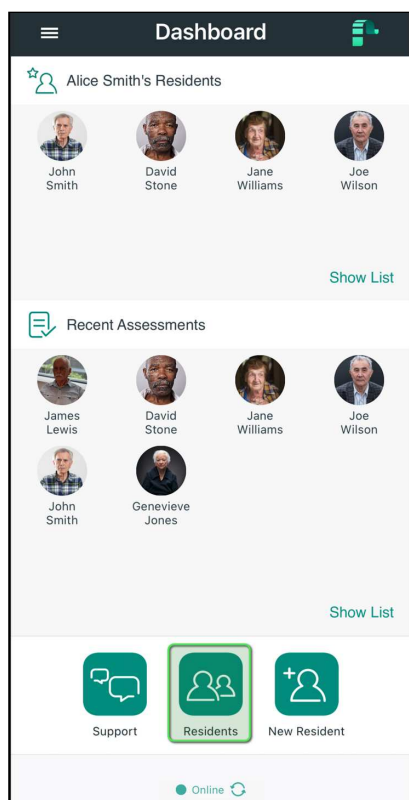 Dashboard
Alice Smith's Residents
John Smith
David Stone
Jane Williams
Joe Wilson
Show List
Recent Assessments
James Lewis
David Stone
Jane Williams
Joe Wilson
John Smith
Genevieve Jones
Show List
Support
Residents
New Resident
Online